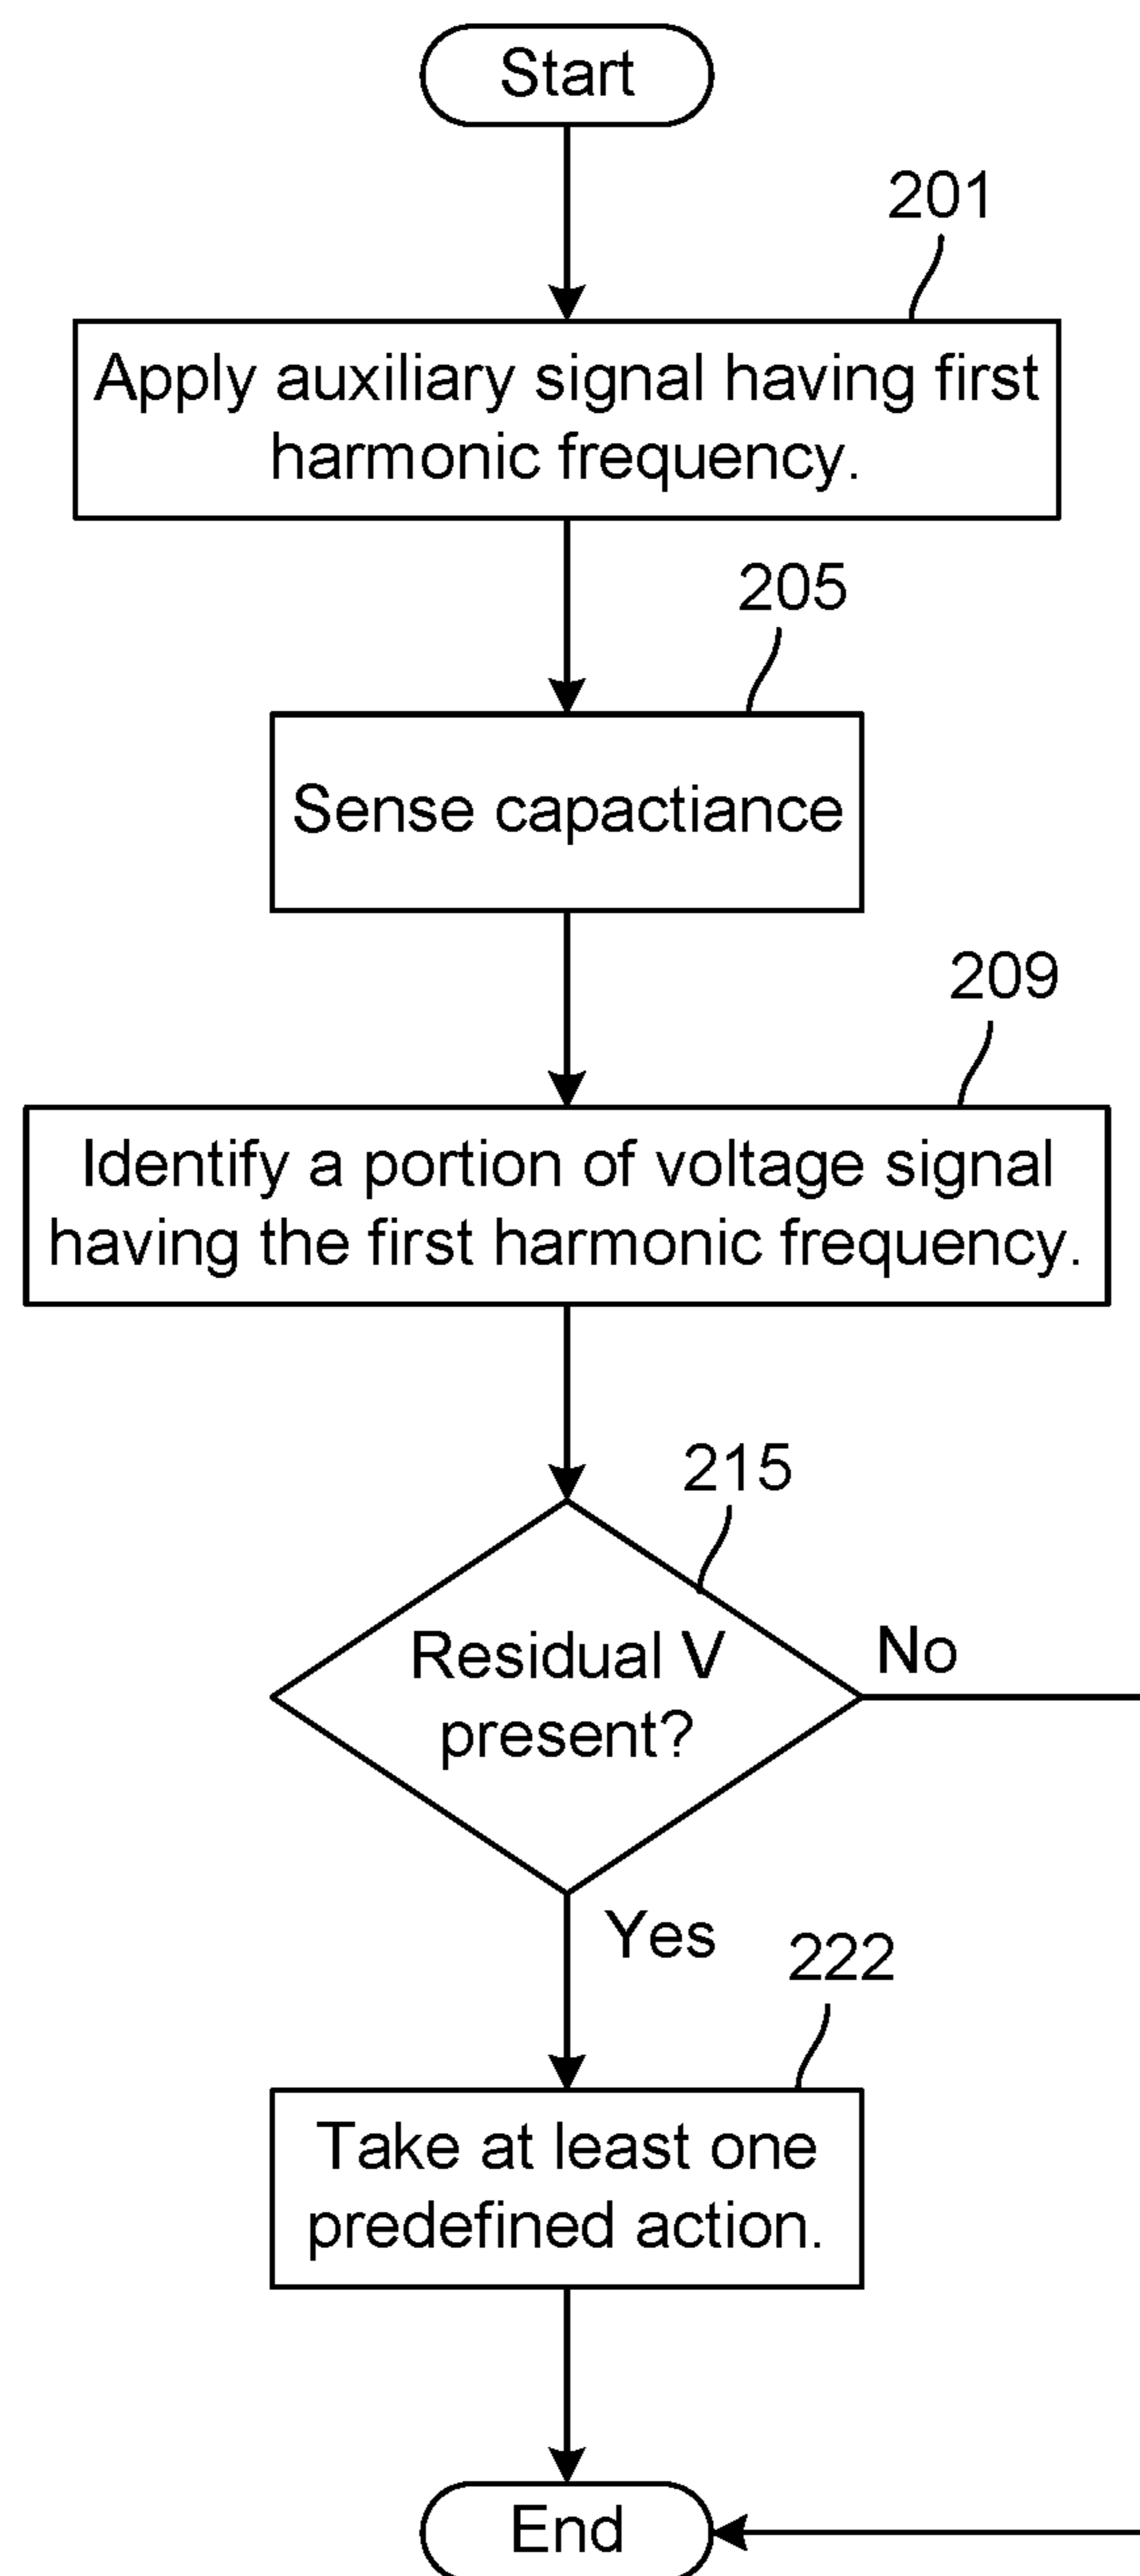 Start
201
Apply auxiliary signal having first
harmonic frequency.
205
Sense capactiance
209
Identify a portion of voltage signal
having the first harmonic frequency.
215
Residual V
present?
No
Yes
222
Take at least one
predefined action.
End